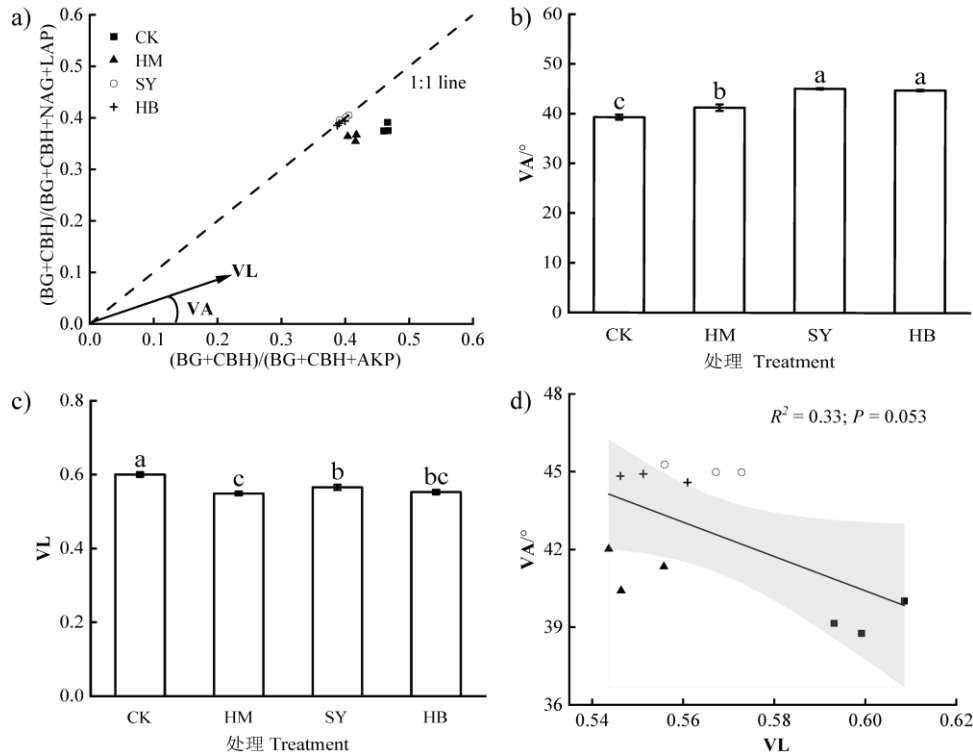 a)
0.6
0.5
0.4
0.3
0.2
0.1
0.0
(BG+CBH)/(BG+CBH+NAG+LAP)
CK
HM
SY
HB
1:1 line
VL
VA
0.0 0.1 0.2 0.3 0.4 0.5 0.6
(BG+CBH)/(BG+CBH+AKP)
b)
60
50
40
30
20
10
0
VA/°
c b a a
CK HM SY HB
处理 Treatment
c)
0.8
0.6
0.4
0.2
0.0
VL
a c b bc
CK HM SY HB
处理 Treatment
d)
48
45
42
39
36
VA/°
R² = 0.33; P = 0.053
0.54 0.56 0.58 0.60 0.62
VL